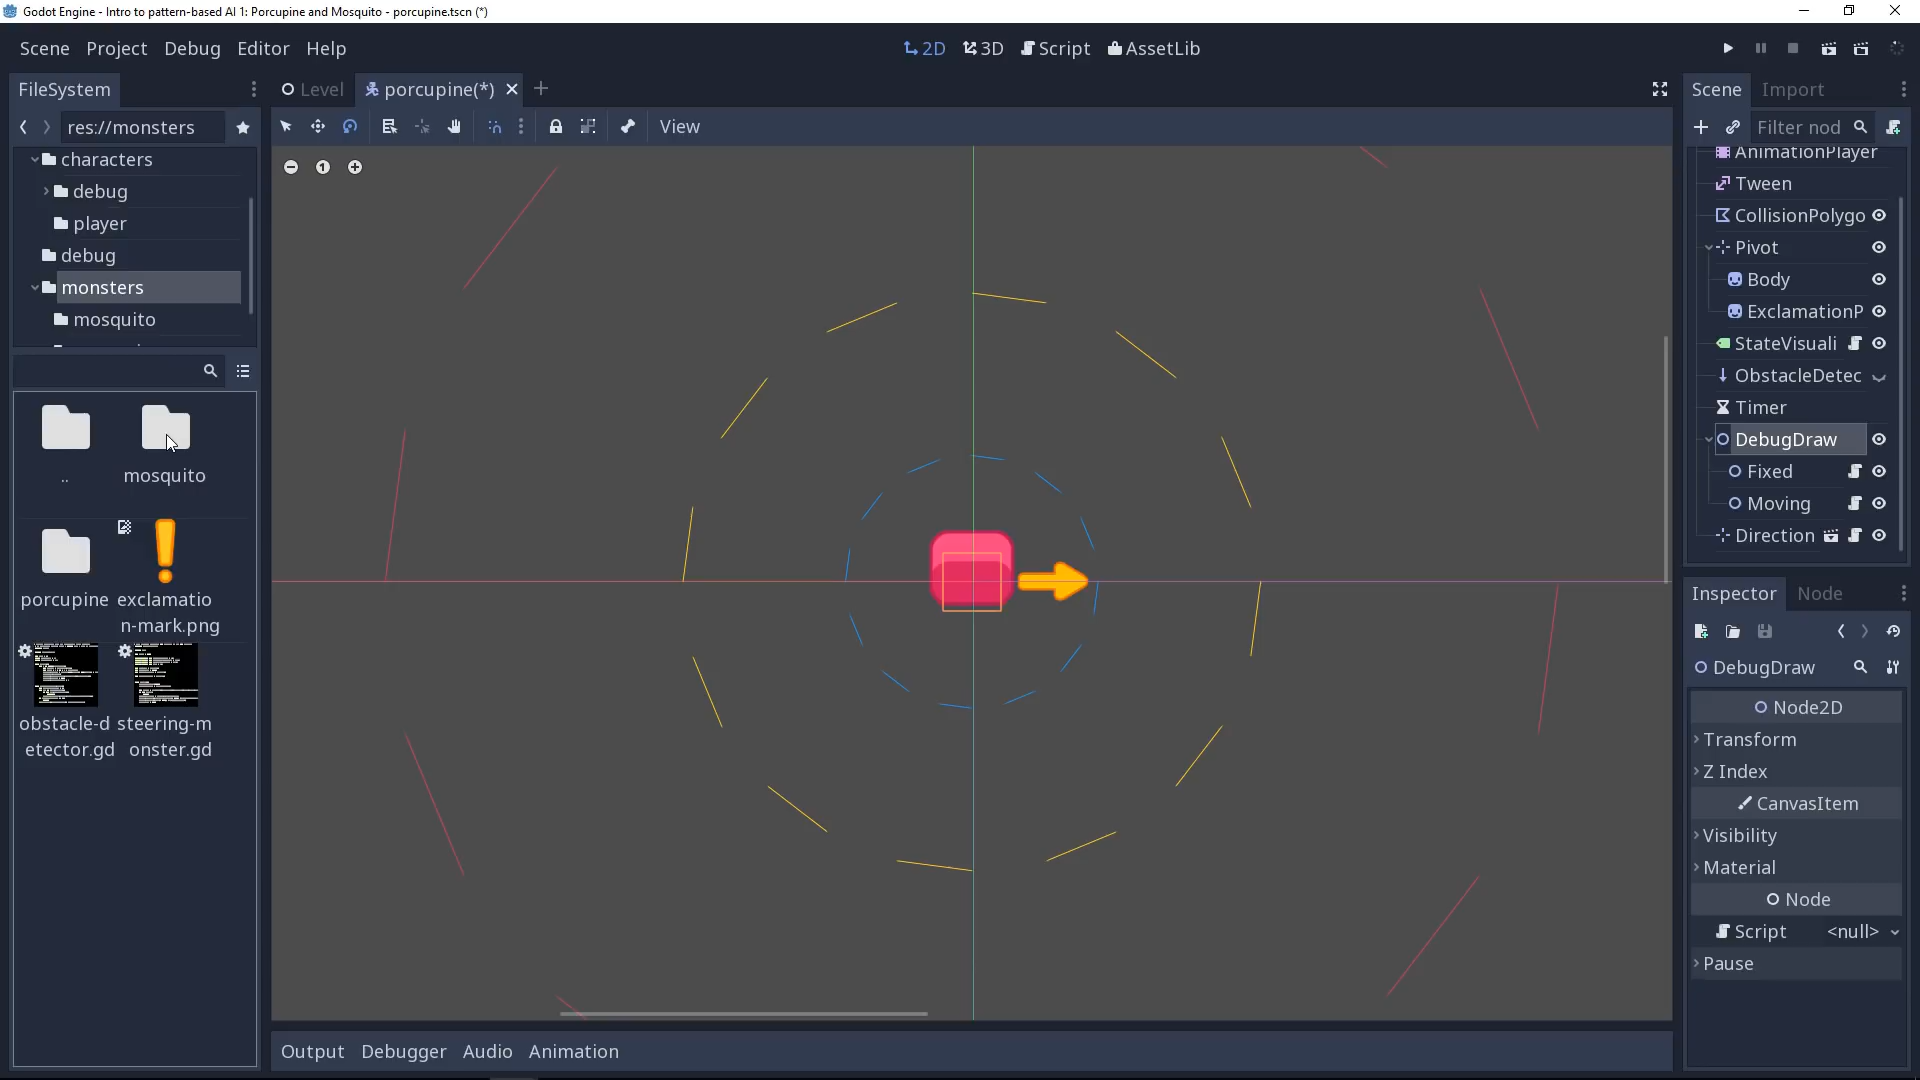 Godot Engine - Intro to pattern-based AI 1: Porcupine and Mosquito - porcupine.tscn (*)
Scene Project Debug Editor Help
2D 3D Script AssetLib
FileSystem
Level porcupine(*)
Scene Import
res://monsters
View
Filter nod
characters
debug
player
debug
monsters
mosquito
..
mosquito
porcupine
exclamatio
n-mark.png
obstacle-d
etector.gd
steering-m
onster.gd
AnimationPlayer
Tween
CollisionPolygo
Pivot
Body
ExclamationP
StateVisuali
ObstacleDetec
Timer
DebugDraw
Fixed
Moving
Direction
Inspector Node
DebugDraw
Node2D
Transform
Z Index
CanvasItem
Visibility
Material
Node
Script <null>
Pause
Output Debugger Audio Animation